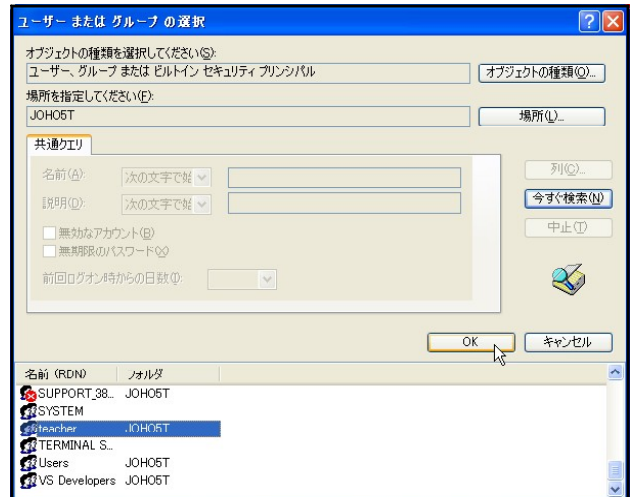 ユーザー または グループ の選択
オブジェクトの種類を選択してください(S):
ユーザー、グループ または ビルトイン セキュリティ プリンシパル
オブジェクトの種類(O)...
場所を指定してください(F):
JOHO5T
場所(L)...
共通クエリ
名前(A):
次の文字で始
列(C)...
説明(D):
次の文字で始
今すぐ検索(N)
無効なアカウント(B)
中止(T)
無期限のパスワード(X)
前回ログオン時からの日数(I):
OK
キャンセル
名前 (RDN) フォルダ
SUPPORT_38... JOHO5T
SYSTEM
teacher JOHO5T
TERMINAL S...
Users JOHO5T
VS Developers JOHO5T